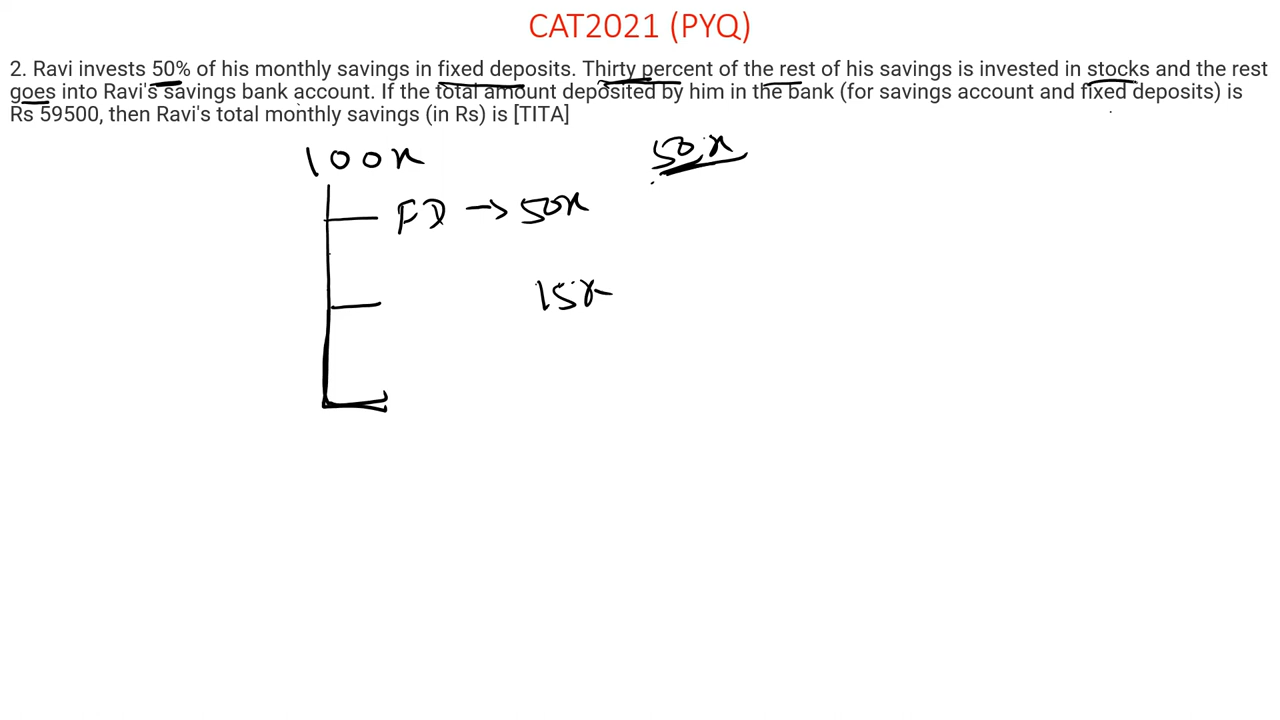 CAT2021 (PYQ)
2. Ravi invests 50% of his monthly savings in fixed deposits. Thirty percent of the rest of his savings is invested in stocks and the rest
goes into Ravi's savings bank account. If the total amount deposited by him in the bank (for savings account and fixed deposits) is
Rs 59500, then Ravi's total monthly savings (in Rs) is [TITA]
100x
50x
FD → 50x
15x